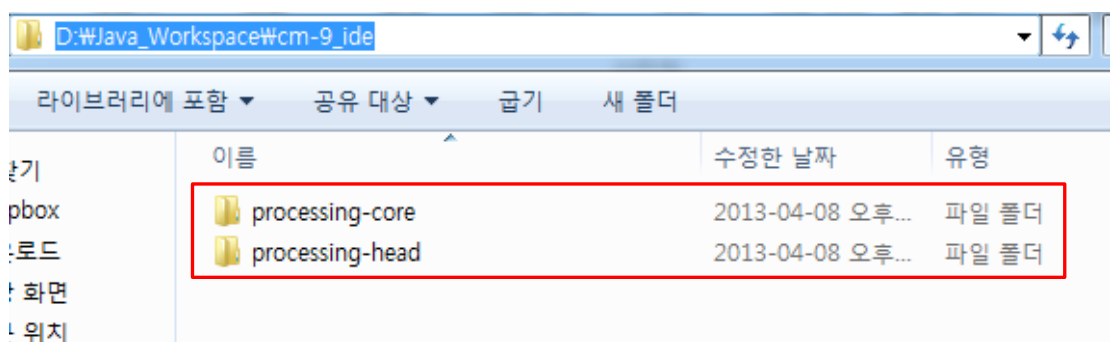 D:₩Java_Workspace₩cm-9_ide
라이브러리에 포함 ▼ 공유 대상 ▼ 굽기 새 폴더
이름 수정한 날짜 유형
processing-core 2013-04-08 오후... 파일 폴더
processing-head 2013-04-08 오후... 파일 폴더
찾기
pbox
로드
화면
위치